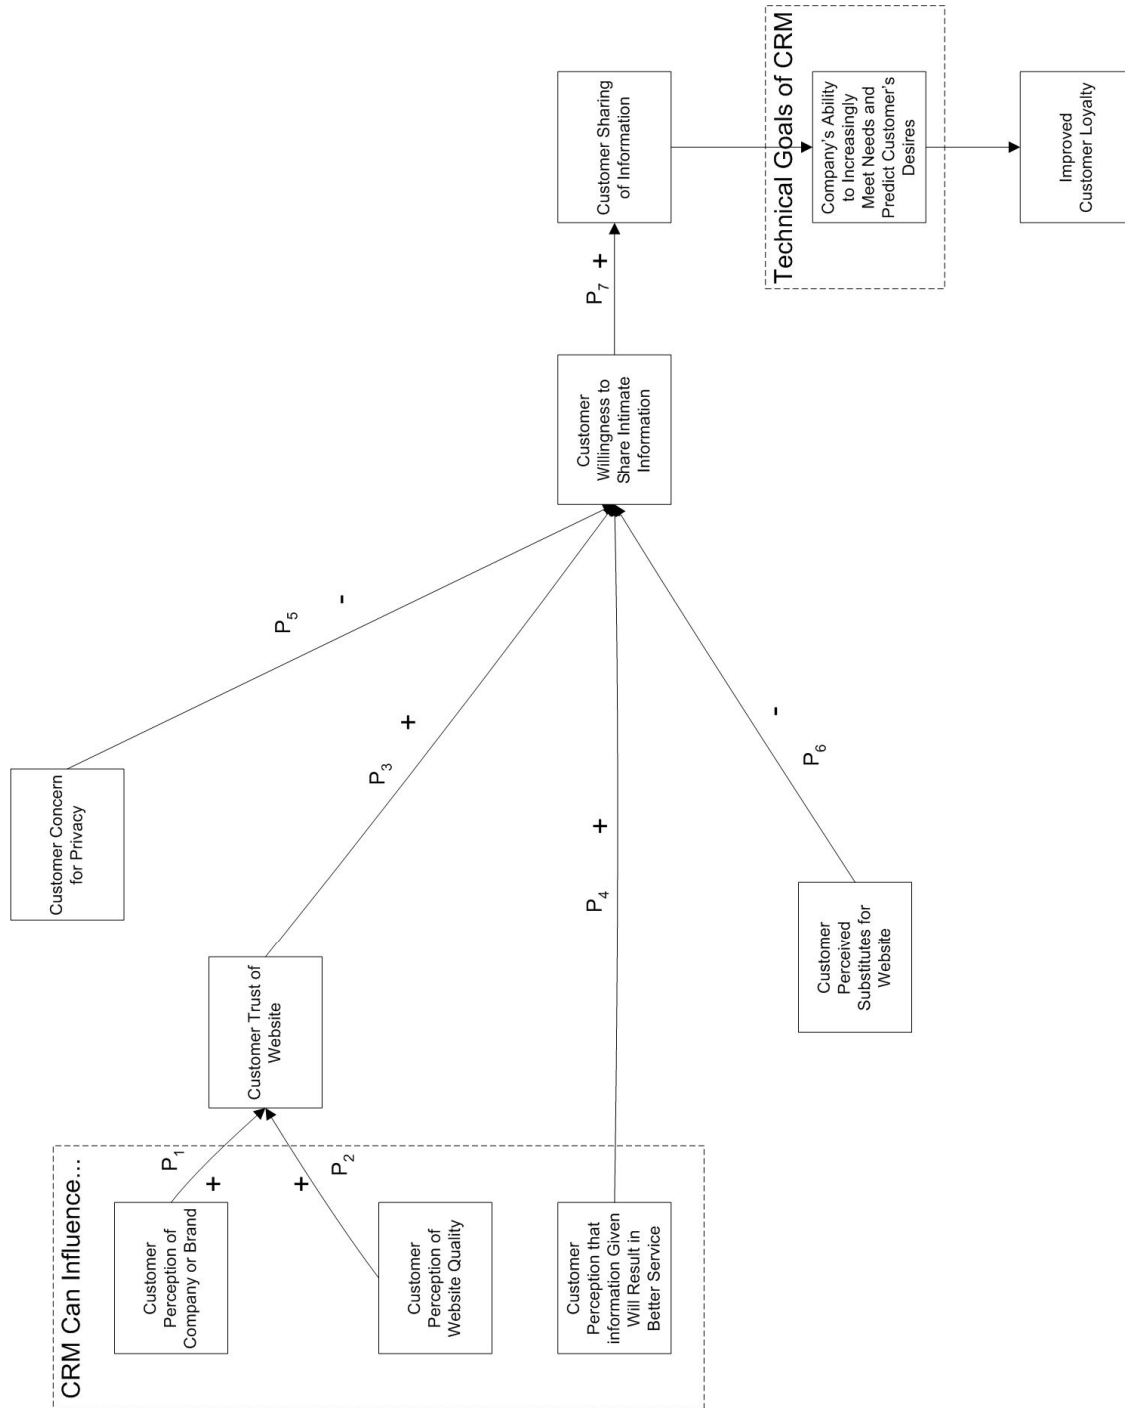 CRM Can Influence...
Customer
Perception of
Company or Brand
P1
+
Customer
Perception of
Website Quality
P2
+
Customer
Perception that
information Given
Will Result in
Better Service
Customer Trust of
Website
Customer Concern
for Privacy
P5
-
P3
+
P4
+
Customer
Perceived
Substitutes for
Website
P6
-
Customer
Willingness to
Share Intimate
Information
P7
+
Customer Sharing
of Information
Technical Goals of CRM
Company's Ability
to Increasingly
Meet Needs and
Predict Customer's
Desires
Improved
Customer Loyalty